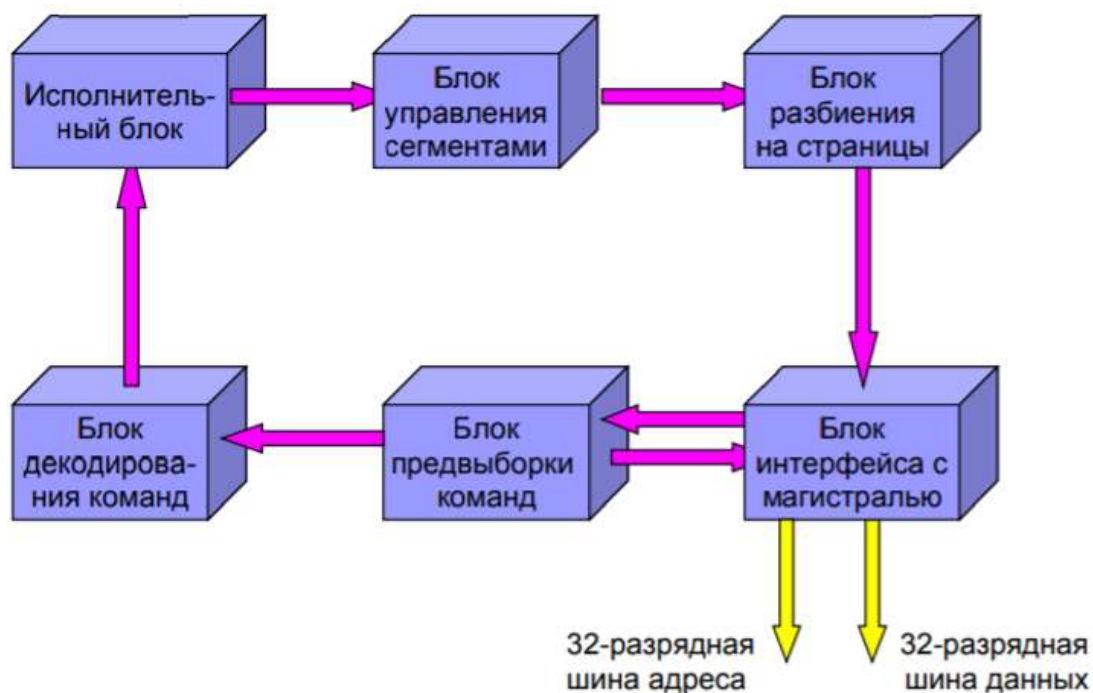 Исполнитель-
ный блок
Блок
управления
сегментами
Блок
разбиения
на страницы
Блок
декодирова-
ния команд
Блок
предвыборки
команд
Блок
интерфейса с
магистралью
32-разрядная
шина адреса
32-разрядная
шина данных